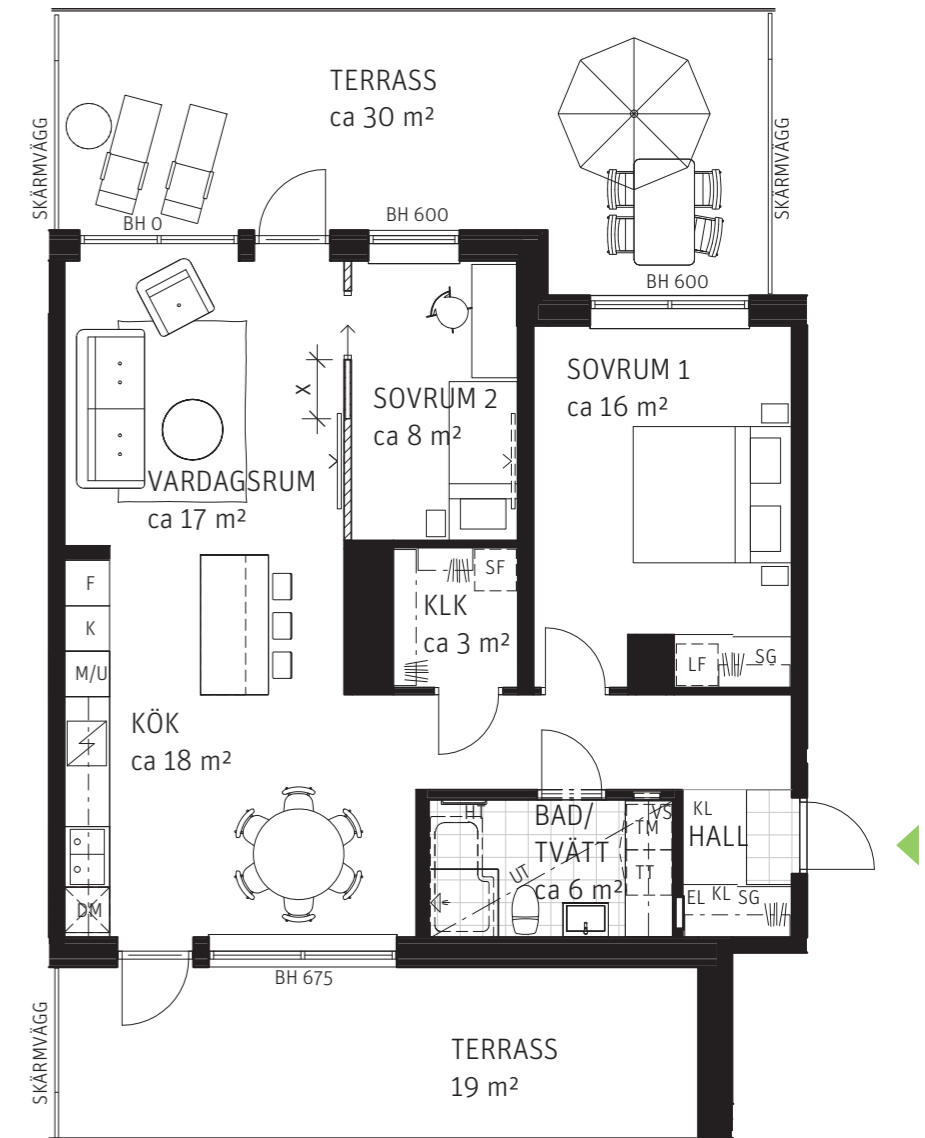 TERRASS
ca 30 m²
SKÄRMVÄGG
SKÄRMVÄGG
BH 0
BH 600
BH 600
SOVRUM 1
ca 16 m²
X
SOVRUM 2
ca 8 m²
VARDAGSRUM
ca 17 m²
F
K
M/U
SF
KLK
ca 3 m²
LF
SG
KÖK
ca 18 m²
DM
H
BAD/
TVÄTT
ca 6 m²
UT
VS
TM
TT
KL
HALL
EL
KL
SG
BH 675
SKÄRMVÄGG
TERRASS
19 m²